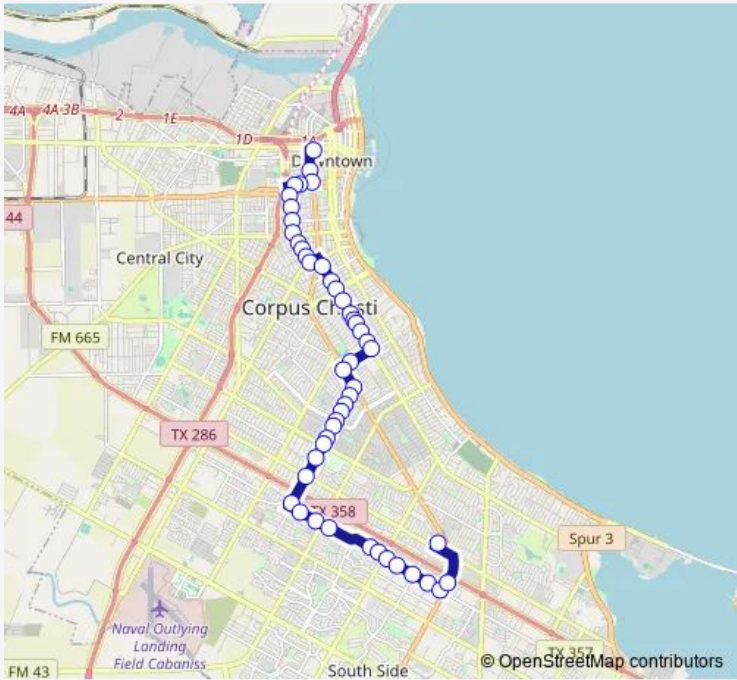 4A
4A 3B
2
1E
1D
1A
Downtown
44
Central City
Corpus Christi
FM 665
TX 286
TX 358
Spur 3
Naval Outlying
Landing
Field Cabaniss
TX 357
FM 43
South Side
© OpenStreetMap contributors